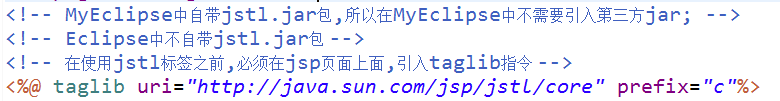 <!-- MyEclipse中自带jstl.jar包,所以在MyEclipse中不需要引入第三方jar; -->
<!-- Eclipse中不自带jstl.jar包 -->
<!-- 在使用jstl标签之前,必须在jsp页面上面,引入taglib指令 -->
<%@ taglib uri="http://java.sun.com/jsp/jstl/core" prefix="c"%>